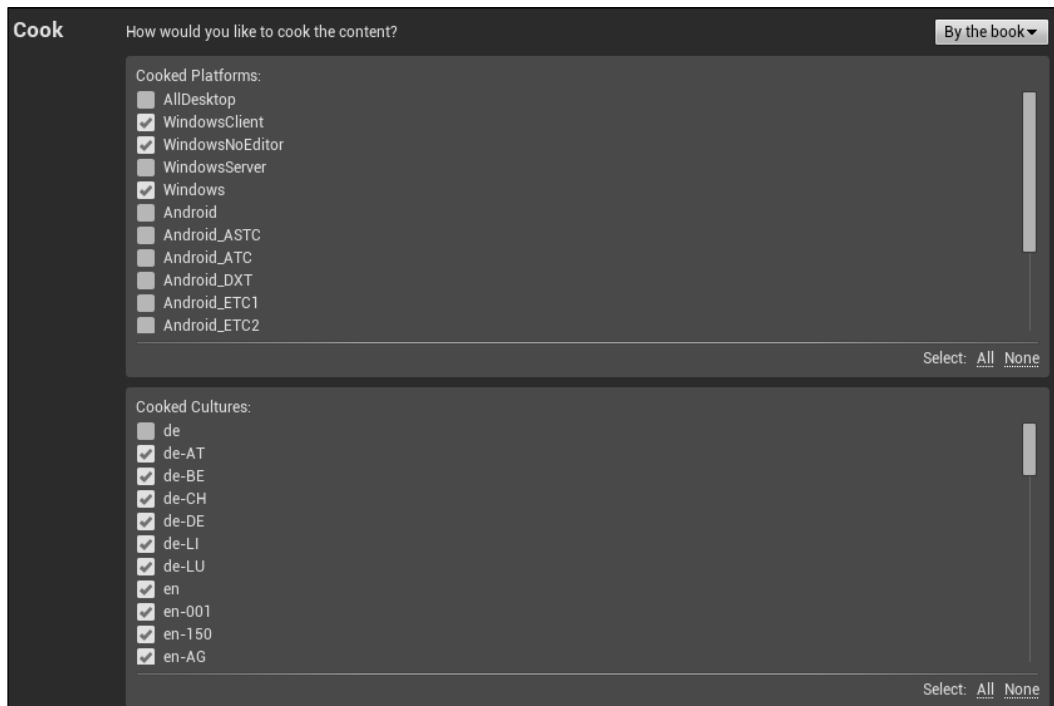 Cook How would you like to cook the content? By the book
Cooked Platforms:
AllDesktop
WindowsClient
WindowsNoEditor
WindowsServer
Windows
Android
Android_ASTC
Android_ATC
Android_DXT
Android_ETC1
Android_ETC2
Select: All None
Cooked Cultures:
de
de-AT
de-BE
de-CH
de-DE
de-LI
de-LU
en
en-001
en-150
en-AG
Select: All None